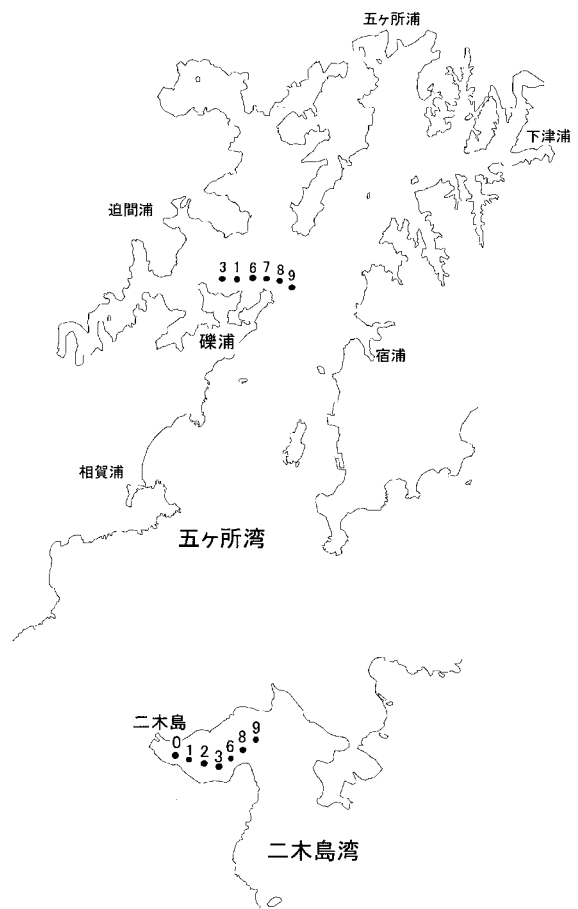 五ヶ所浦
下津浦
迫間浦
3 1 6 7 8 9
礫浦
宿浦
相賀浦
五ヶ所湾
二木島
0 1 2 3 6 8 9
二木島湾